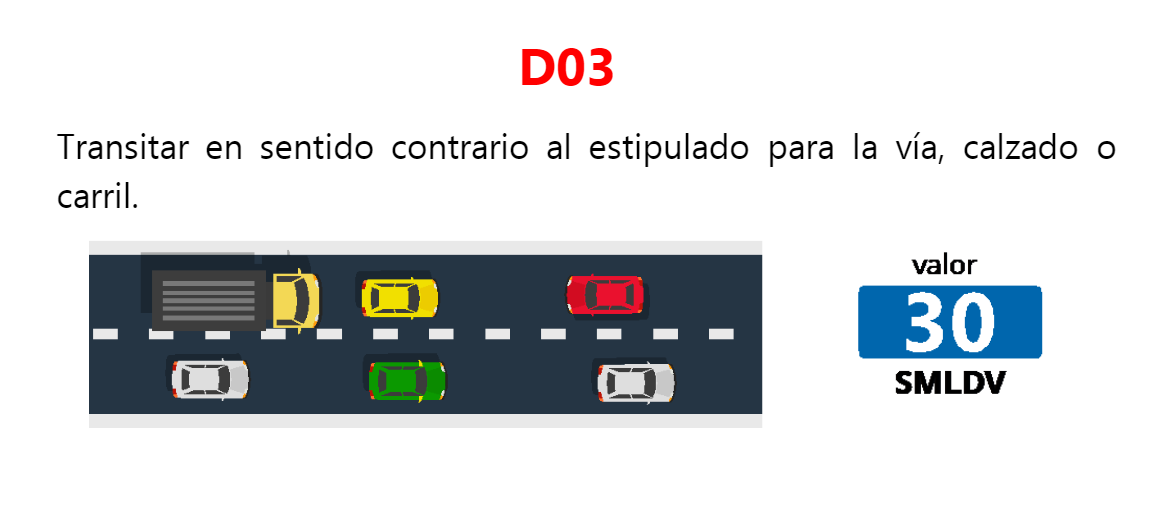 D03
Transitar en sentido contrario al estipulado para la vía, calzado o
carril.
valor
30
SMLDV